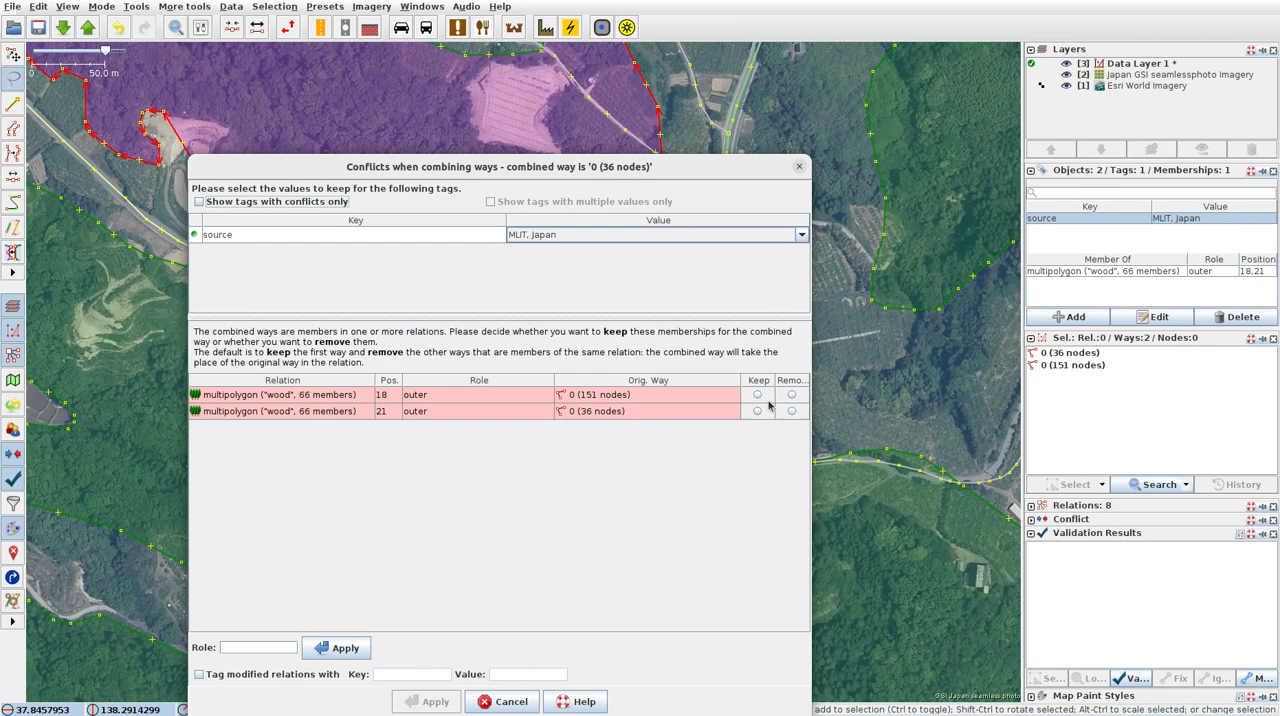 File Edit View Mode Tools More tools Data Selection Presets Imagery Windows Audio Help
0 50.0 m
Layers
[3] Data Layer 1 *
[2] Japan GSI seamlessphoto Imagery
[1] Esri World Imagery
Objects: 2 / Tags: 1 / Memberships: 1
Key Value
source MLIT, Japan
Member Of Role Position
multipolygon ("wood", 66 members) outer 18,21
Add Edit Delete
Sel.: Rel.:0 / Ways:2 / Nodes:0
0 (36 nodes)
0 (151 nodes)
Select Search History
Relations: 8
Conflict
Validation Results
Se... Lo... Va... Fix Ig... M...
Map Paint Styles
Conflicts when combining ways - combined way is '0 (36 nodes)'
Please select the values to keep for the following tags.
Show tags with conflicts only Show tags with multiple values only
Key Value
source MLIT, Japan
The combined ways are members in one or more relations. Please decide whether you want to keep these memberships for the combined
way or whether you want to remove them.
The default is to keep the first way and remove the other ways that are members of the same relation: the combined way will take the
place of the original way in the relation.
Relation Pos. Role Orig. Way Keep Remo...
multipolygon ("wood", 66 members) 18 outer 0 (151 nodes)
multipolygon ("wood", 66 members) 21 outer 0 (36 nodes)
Role: Apply
Tag modified relations with Key: Value:
Apply Cancel Help
37.8457953 138.2914299 add to selection (Ctrl to toggle); Shift-Ctrl to rotate selected; Alt-Ctrl to scale selected; or change selection